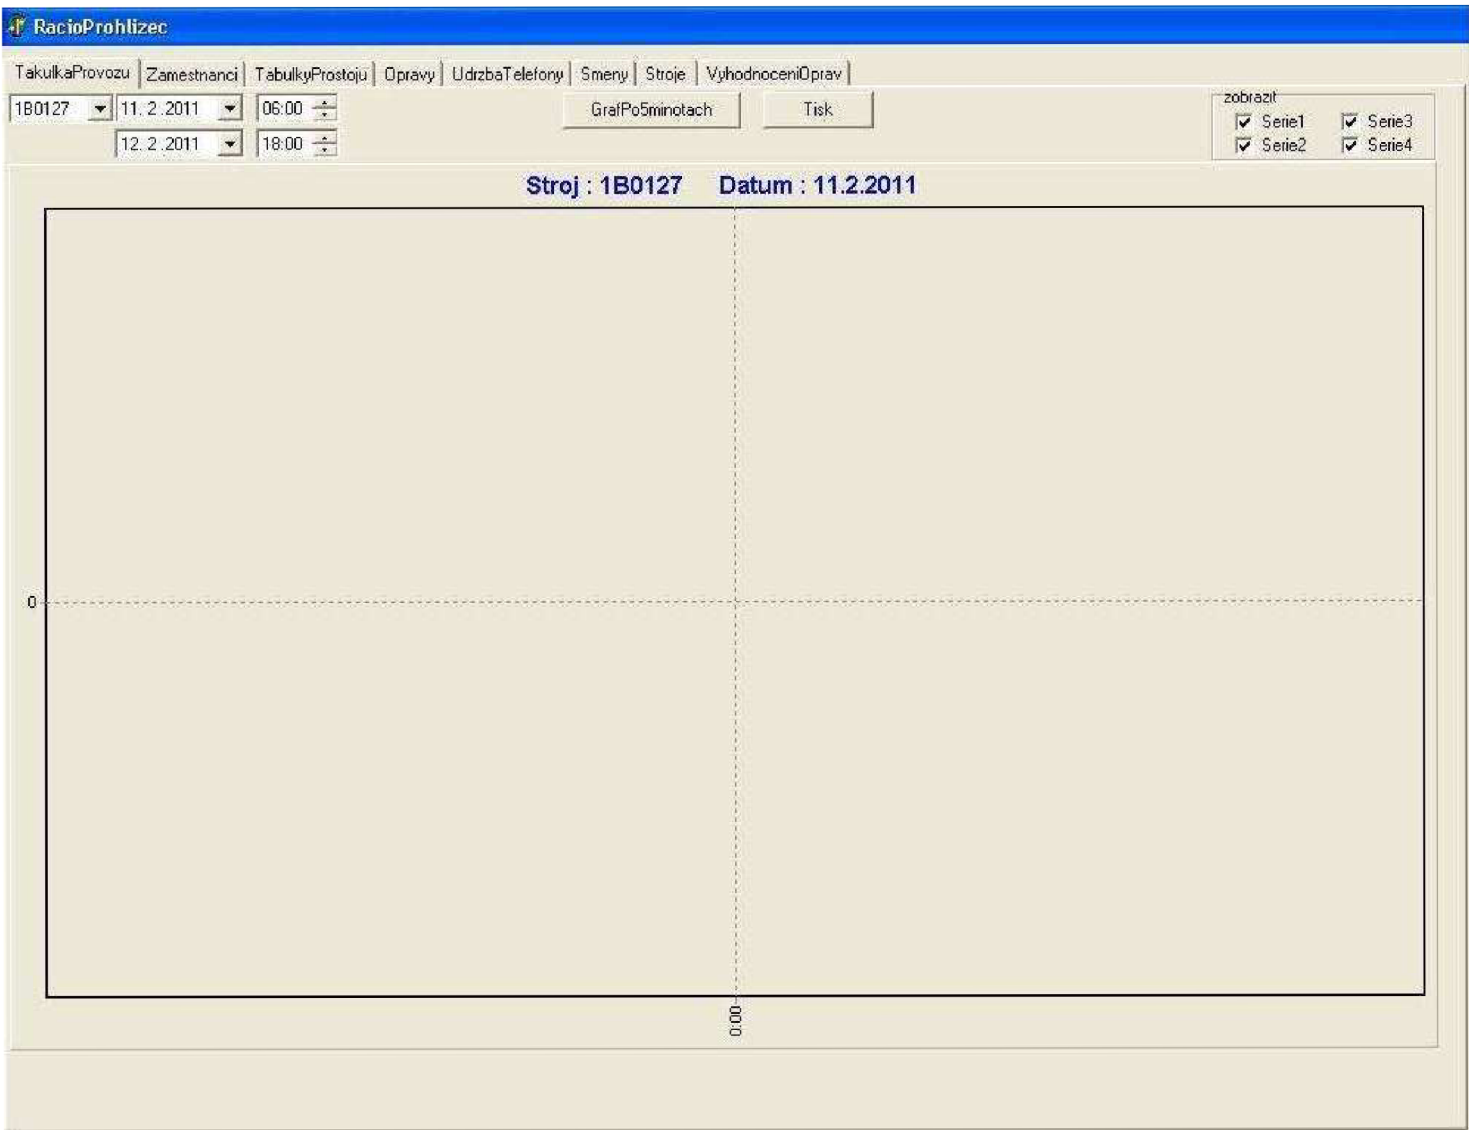 RacioProhlizec
TakulkaProvozu Zamestnanci TabulkyProstoju Opravy UdrzbaTelefony Smeny Stroje VyhodnoceniOprav
1B0127 11. 2 .2011 06:00 GrafPo5minotach Tisk zobrazit
Serie1 Serie3
12. 2 .2011 18:00 Serie2 Serie4
Stroj : 1B0127 Datum : 11.2.2011
0
0:00